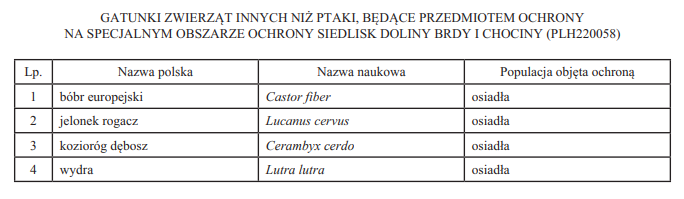 GATUNKI ZWIERZĄT INNYCH NIŻ PTAKI, BĘDĄCE PRZEDMIOTEM OCHRONY
NA SPECJALNYM OBSZARZE OCHRONY SIEDLISK DOLINY BRDY I CHOCINY (PLH220058)
Lp. Nazwa polska Nazwa naukowa Populacja objęta ochroną
1 bóbr europejski Castor fiber osiadła
2 jelonek rogacz Lucanus cervus osiadła
3 kozioróg dębosz Cerambyx cerdo osiadła
4 wydra Lutra lutra osiadła